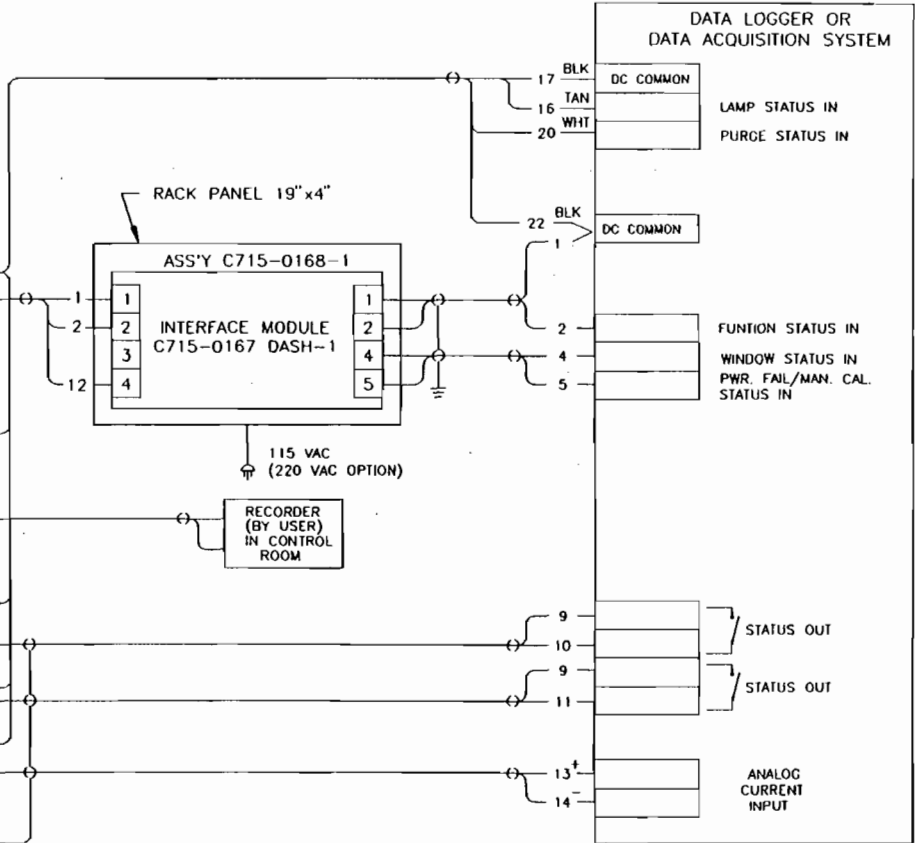 DATA LOGGER OR
DATA ACQUISITION SYSTEM
17 BLK DC COMMON
16 TAN LAMP STATUS IN
20 WHT PURGE STATUS IN
RACK PANEL 19"x4"
22 BLK DC COMMON
1
ASS'Y C715-0168-1
INTERFACE MODULE
C715-0167 DASH-1
1 1
2 2
3
12 4
1
2
4
5
2 FUNTION STATUS IN
4 WINDOW STATUS IN
5 PWR. FAIL/MAN. CAL.
STATUS IN
115 VAC
(220 VAC OPTION)
RECORDER
(BY USER)
IN CONTROL
ROOM
9
10 STATUS OUT
9
11 STATUS OUT
13+
14-
ANALOG
CURRENT
INPUT